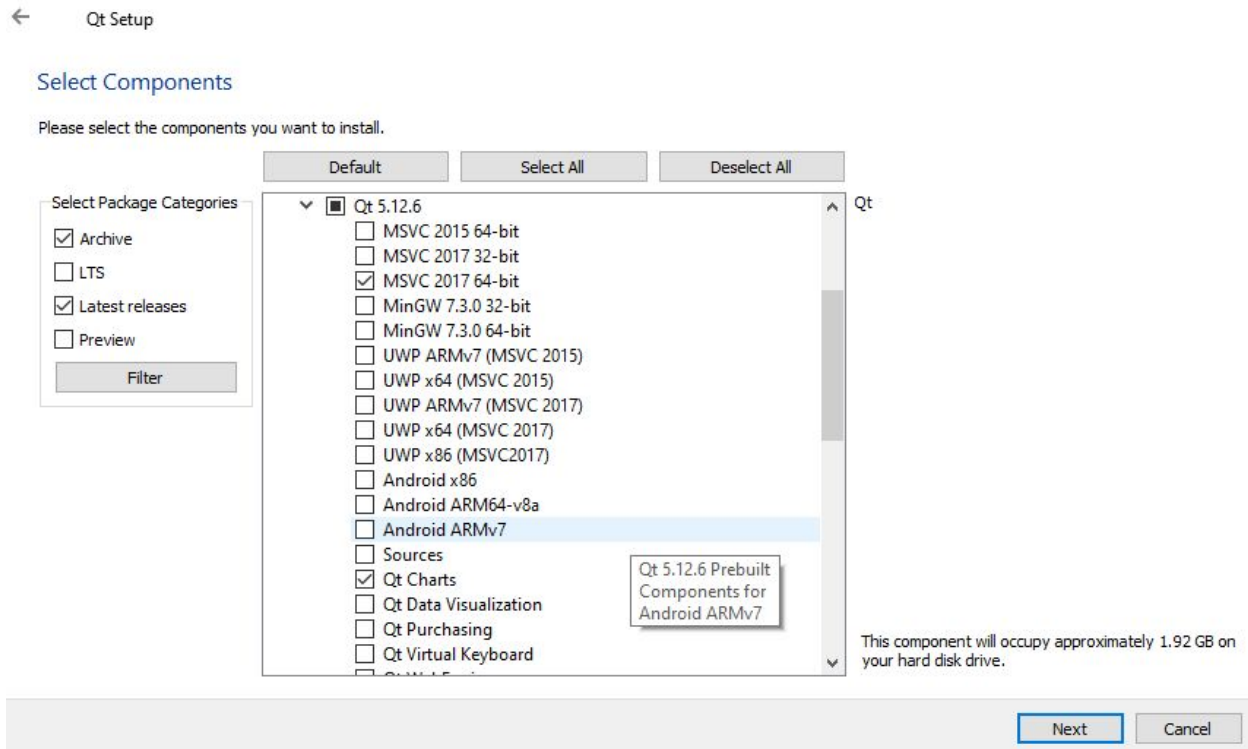 Qt Setup
Select Components
Please select the components you want to install.
Default
Select All
Deselect All
Select Package Categories
Archive
LTS
Latest releases
Preview
Filter
Qt 5.12.6
MSVC 2015 64-bit
MSVC 2017 32-bit
MSVC 2017 64-bit
MinGW 7.3.0 32-bit
MinGW 7.3.0 64-bit
UWP ARMv7 (MSVC 2015)
UWP x64 (MSVC 2015)
UWP ARMv7 (MSVC 2017)
UWP x64 (MSVC 2017)
UWP x86 (MSVC2017)
Android x86
Android ARM64-v8a
Android ARMv7
Sources
Qt Charts
Qt Data Visualization
Qt Purchasing
Qt Virtual Keyboard
Qt 5.12.6 Prebuilt
Components for
Android ARMv7
Qt
This component will occupy approximately 1.92 GB on
your hard disk drive.
Next
Cancel